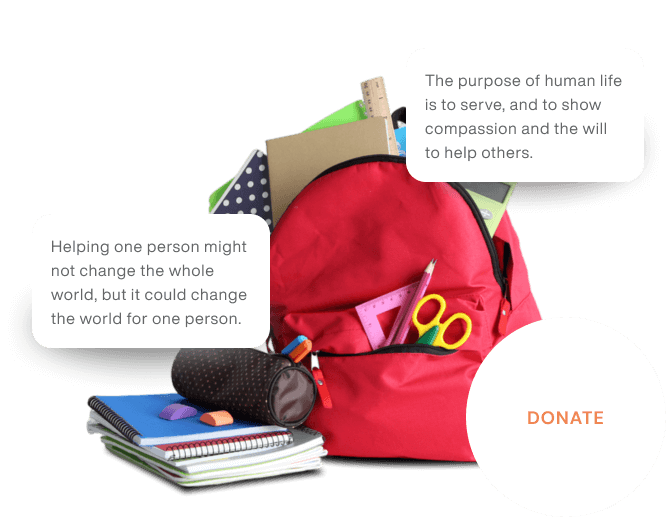 The purpose of human life
is to serve, and to show
compassion and the will
to help others.
Helping one person might
not change the whole
world, but it could change
the world for one person.
DONATE